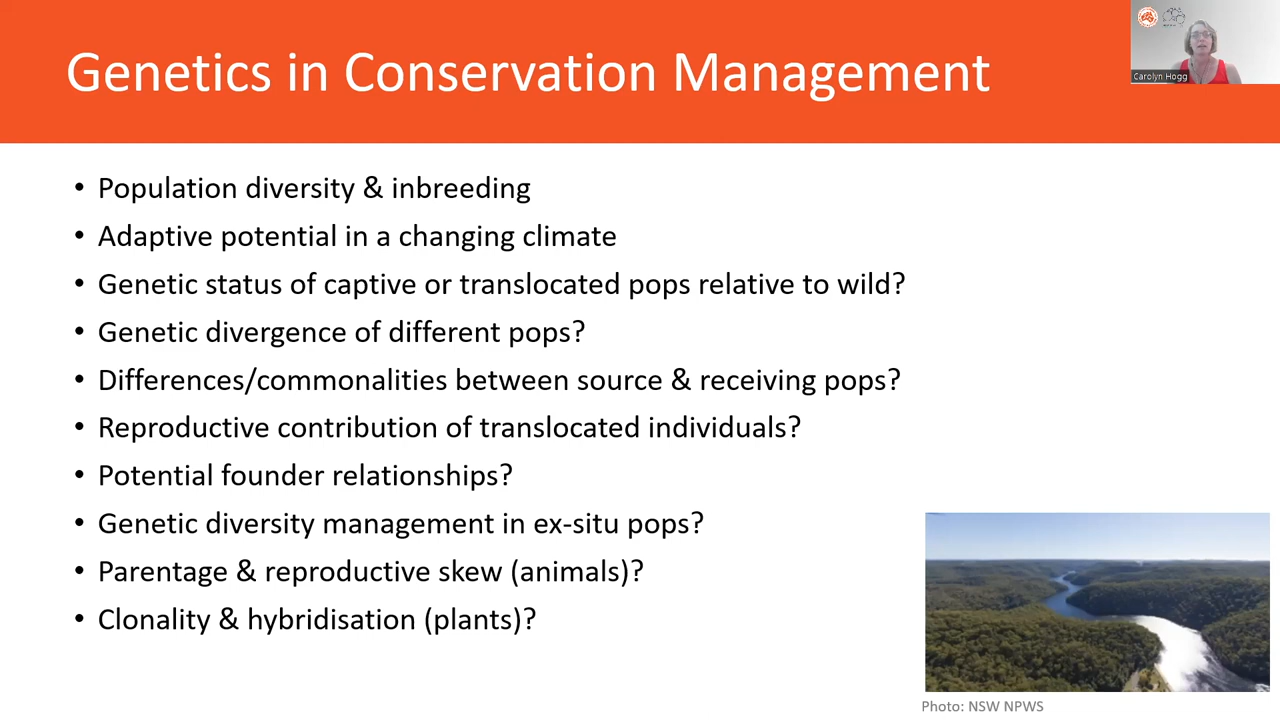 Genetics in Conservation Management
Carolyn Hogg
• Population diversity & inbreeding
• Adaptive potential in a changing climate
• Genetic status of captive or translocated pops relative to wild?
• Genetic divergence of different pops?
• Differences/commonalities between source & receiving pops?
• Reproductive contribution of translocated individuals?
• Potential founder relationships?
• Genetic diversity management in ex-situ pops?
• Parentage & reproductive skew (animals)?
• Clonality & hybridisation (plants)?
Photo: NSW NPWS